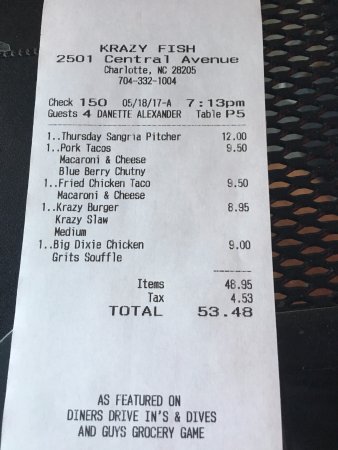 KRAZY FISH
2501 Central Avenue
Charlotte, NC 28205
704-332-1004
Check 150 05/18/17-A 7:13pm
Guests 4 DANETTE ALEXANDER Table P5
1..Thursday Sangria Pitcher 12.00
1..Pork Tacos 9.50
Macaroni & Cheese
Blue Berry Chutny
1..Fried Chicken Taco 9.50
Macaroni & Cheese
1..Krazy Burger 8.95
Krazy Slaw
Medium
1..Big Dixie Chicken 9.00
Grits Souffle
Items 48.95
Tax 4.53
TOTAL 53.48
AS FEATURED ON
DINERS DRIVE IN'S & DIVES
AND GUYS GROCERY GAME